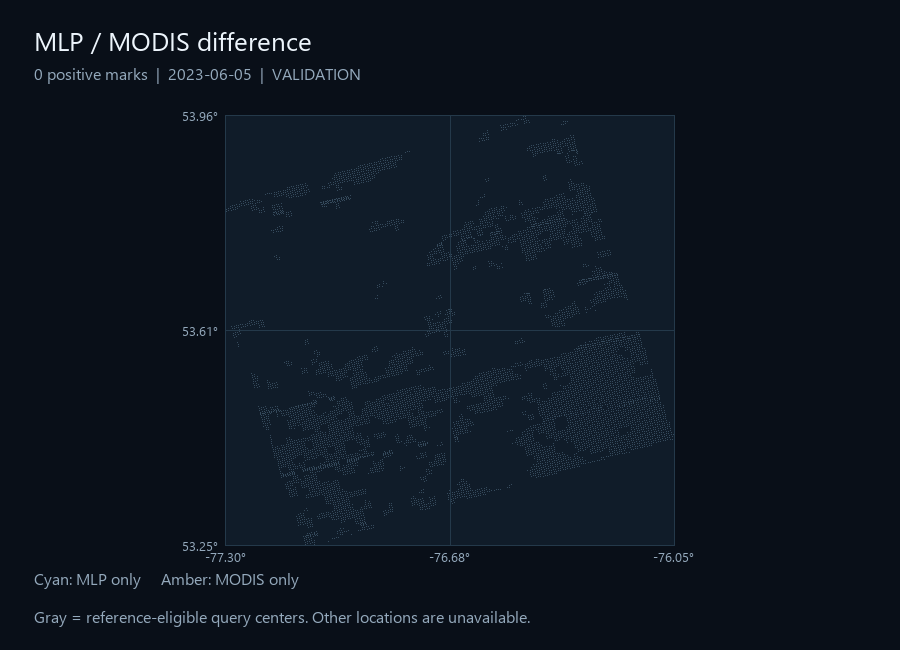 MLP / MODIS difference
0 positive marks | 2023-06-05 | VALIDATION
53.96°
53.61°
53.25°
-77.30° -76.68° -76.05°
Cyan: MLP only Amber: MODIS only
Gray = reference-eligible query centers. Other locations are unavailable.